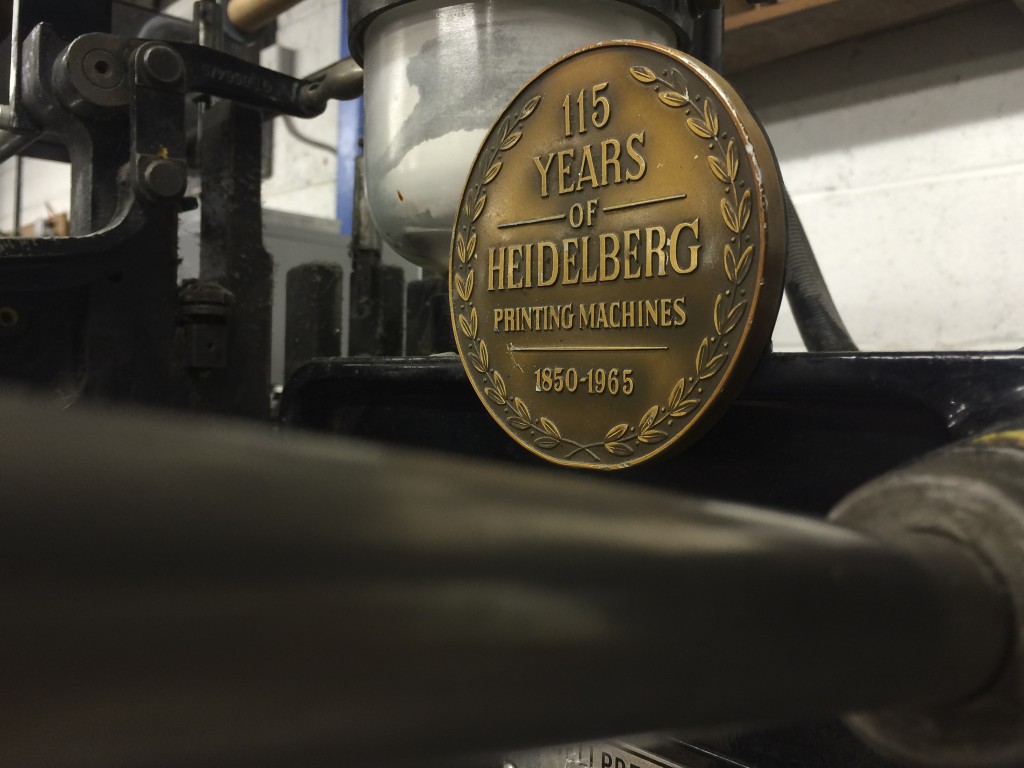 115
YEARS
OF
HEIDELBERG
PRINTING MACHINES
1850-1965